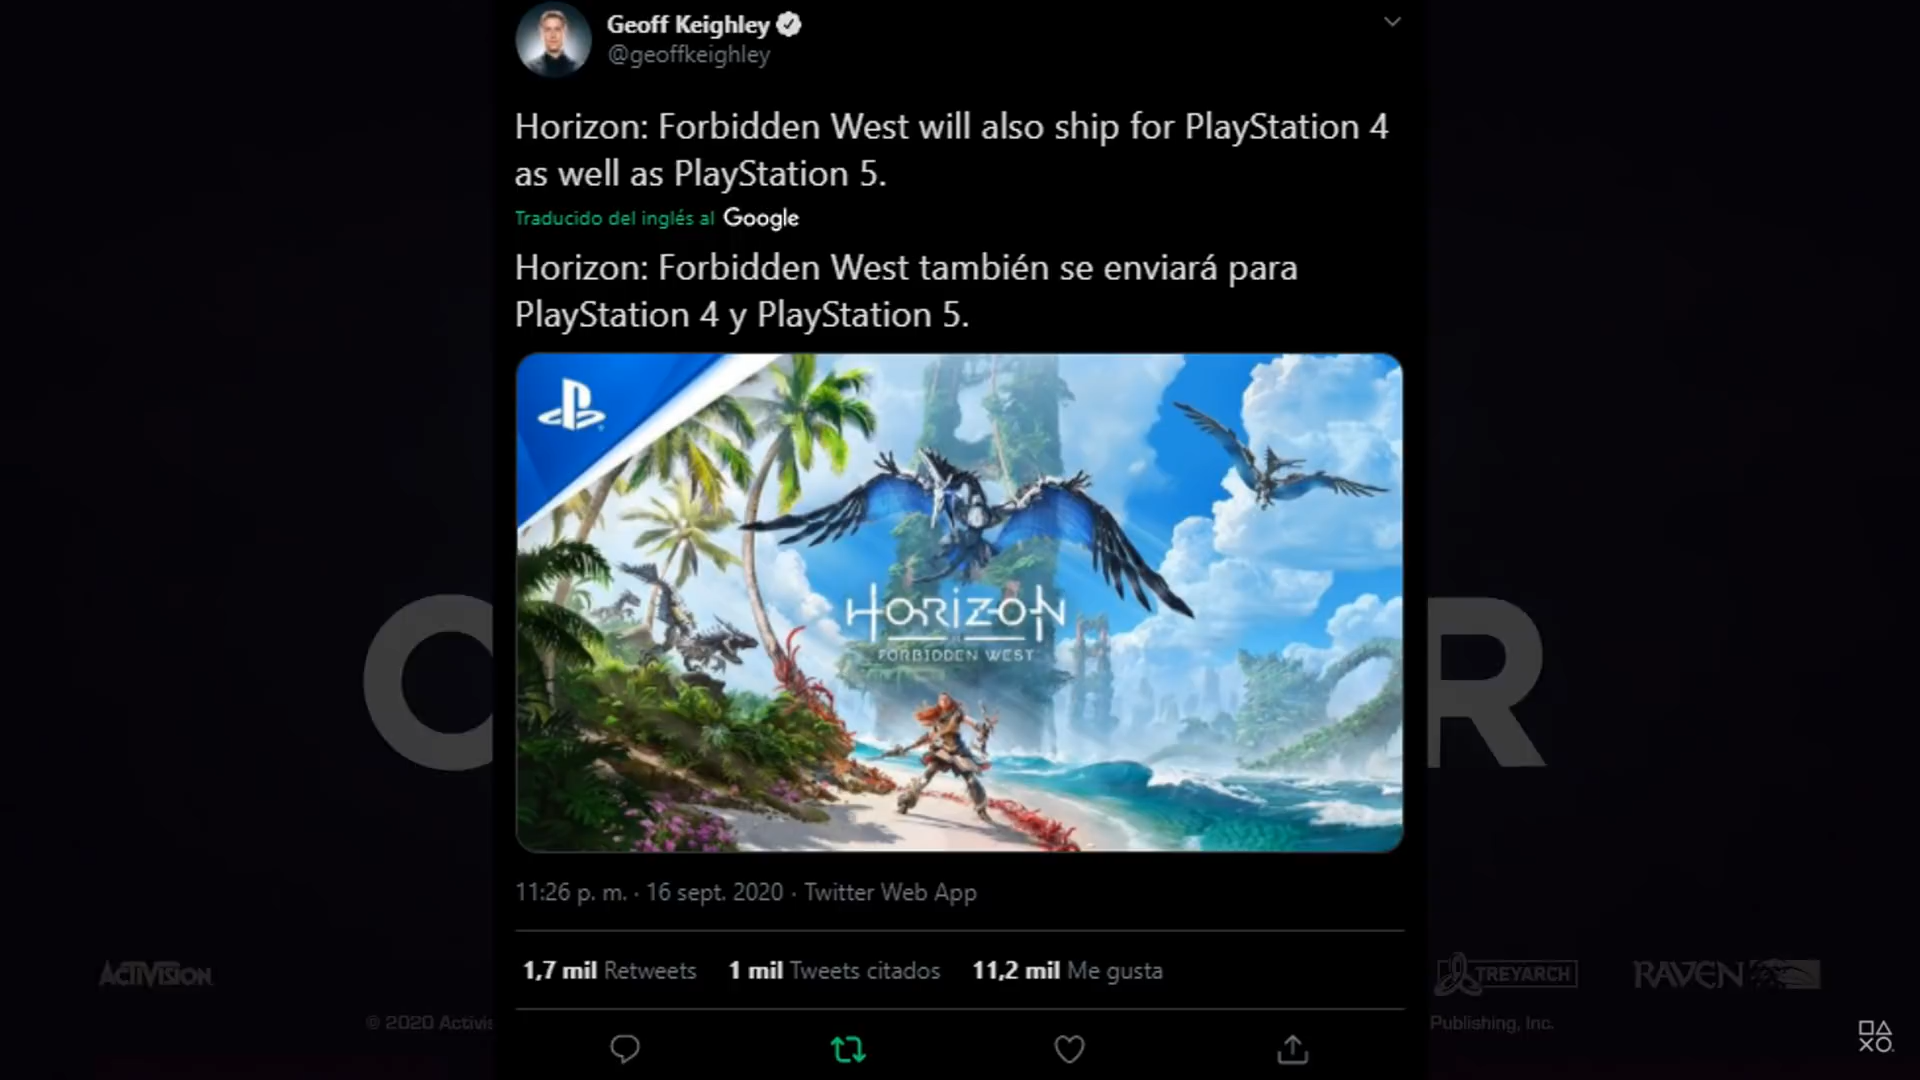 Geoff Keighley
@geoffkeighley
Horizon: Forbidden West will also ship for PlayStation 4
as well as PlayStation 5.
Traducido del inglés al Google
Horizon: Forbidden West también se enviará para
PlayStation 4 y PlayStation 5.
HORIZON
FORBIDDEN WEST
11:26 p. m. · 16 sept. 2020 · Twitter Web App
1,7 mil Retweets 1 mil Tweets citados 11,2 mil Me gusta
C R
ACTIVISION TREYARCH RAVEN
© 2020 Activis Publishing, Inc.